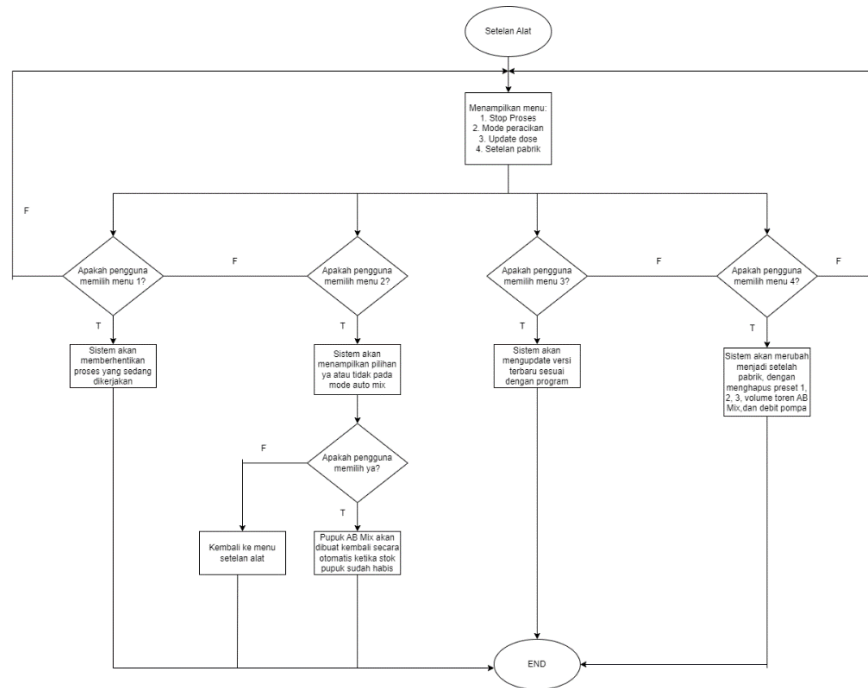 Setelan Alat
Menampilkan menu:
1. Stop Proses
2. Mode peracikan
3. Update dose
4. Setelan pabrik
F
Apakah pengguna
memilih menu 1?
F
Apakah pengguna
memilih menu 2?
Apakah pengguna
memilih menu 3?
F
Apakah pengguna
memilih menu 4?
F
T
T
T
T
Sistem akan
memberhentikan
proses yang sedang
dikerjakan
Sistem akan
menampilkan pilihan
ya atau tidak pada
mode auto mix
Sistem akan
mengupdate versi
terbaru sesuai
dengan program
Sistem akan merubah
menjadi setelah
pabrik, dengan
menghapus preset 1,
2, 3, volume toren AB
Mix,dan debit pompa
F
Apakah pengguna
memilih ya?
T
Kembali ke menu
setelan alat
Pupuk AB Mix akan
dibuat kembali secara
otomatis ketika stok
pupuk sudah habis
END